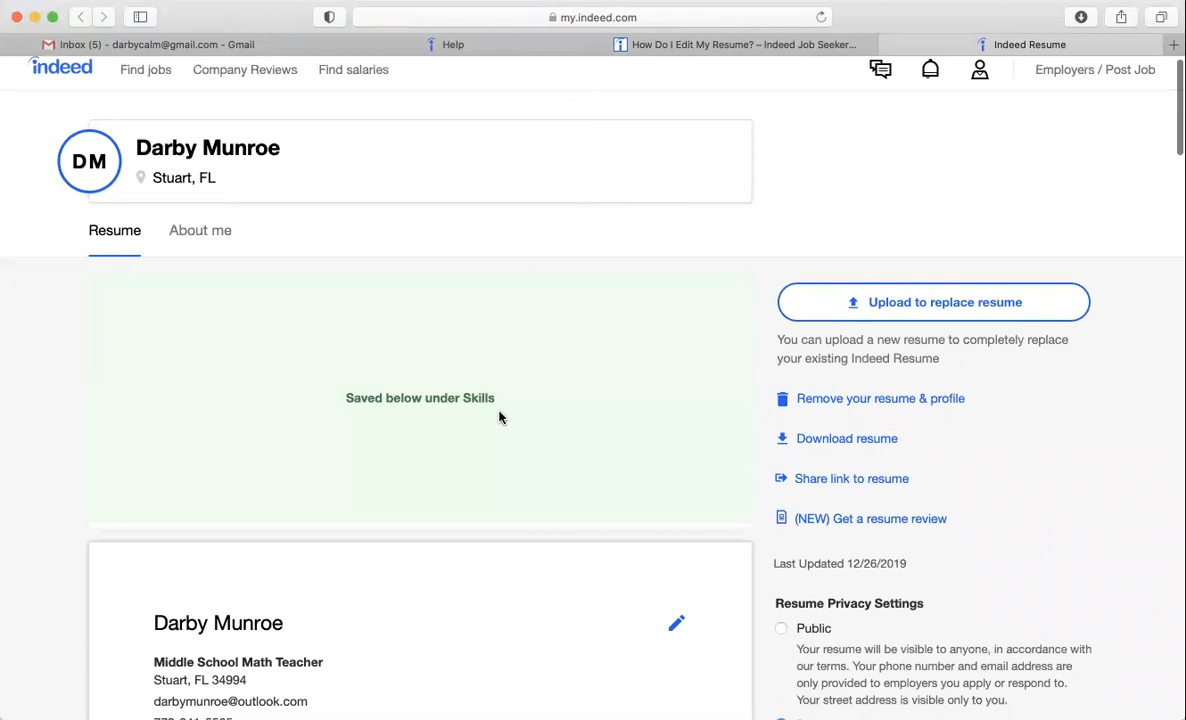 my.indeed.com
Inbox (5) - darbycalm@gmail.com - Gmail
Help
How Do I Edit My Resume? – Indeed Job Seeker...
Indeed Resume
indeed
Find jobs
Company Reviews
Find salaries
Employers / Post Job
DM
Darby Munroe
Stuart, FL
Resume
About me
Saved below under Skills
Upload to replace resume
You can upload a new resume to completely replace
your existing Indeed Resume
Remove your resume & profile
Download resume
Share link to resume
(NEW) Get a resume review
Last Updated 12/26/2019
Resume Privacy Settings
Public
Your resume will be visible to anyone, in accordance with
our terms. Your phone number and email address are
only provided to employers you apply or respond to.
Your street address is visible only to you.
Darby Munroe
Middle School Math Teacher
Stuart, FL 34994
darbymunroe@outlook.com